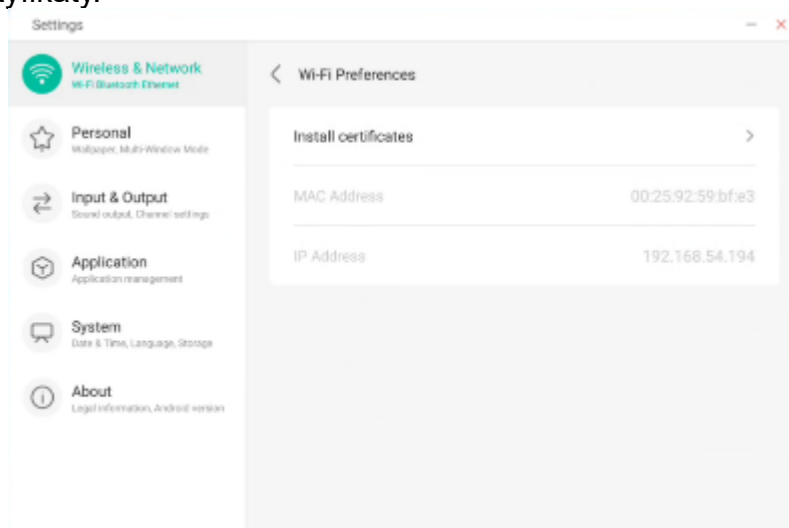 Settings
Wireless & Network
Wi-Fi Bluetooth Ethernet
Wi-Fi Preferences
Personal
Wallpaper, Multi-Window Mode
Install certificates
Input & Output
Sound output, Channel settings
MAC Address 00:25:92:59:bf:e3
Application
Application management
IP Address 192.168.54.194
System
Date & Time, Language, Storage
About
Legal information, Android version